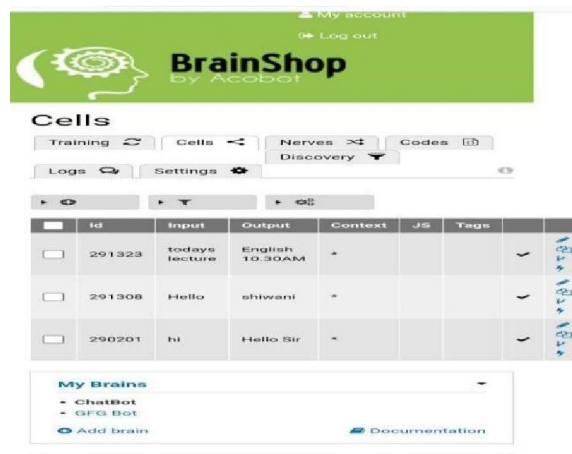 My account
Log out
BrainShop
by Acobot
Cells
Training Cells Nerves Codes
Discovery
Logs Settings
Id Input Output Context JS Tags
291323 todays lecture English 10.30AM *
291308 Hello shiwani *
290201 hi Hello Sir *
My Brains
ChatBot
GFG Bot
Add brain Documentation